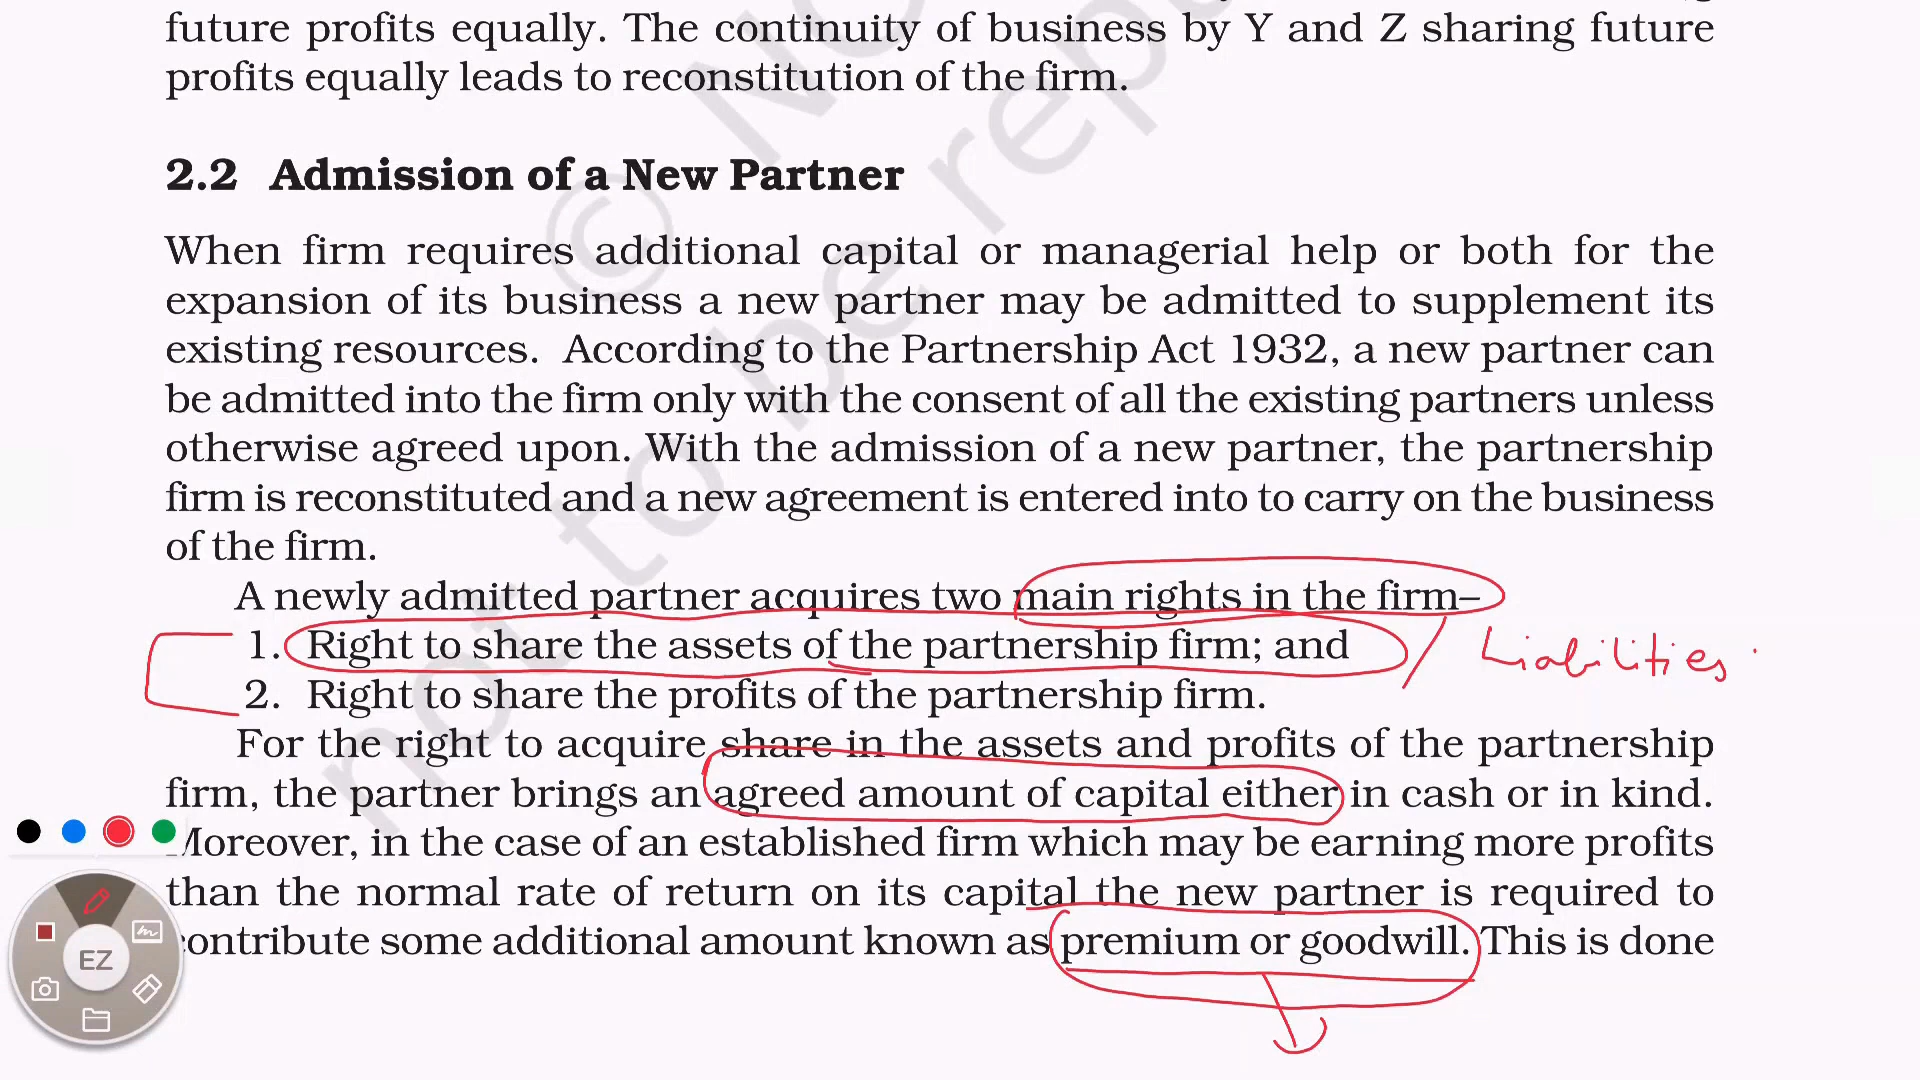 future profits equally. The continuity of business by Y and Z sharing future
profits equally leads to reconstitution of the firm.
2.2 Admission of a New Partner
When firm requires additional capital or managerial help or both for the
expansion of its business a new partner may be admitted to supplement its
existing resources. According to the Partnership Act 1932, a new partner can
be admitted into the firm only with the consent of all the existing partners unless
otherwise agreed upon. With the admission of a new partner, the partnership
firm is reconstituted and a new agreement is entered into to carry on the business
of the firm.
A newly admitted partner acquires two main rights in the firm–
1. Right to share the assets of the partnership firm; and
Liabilities
2. Right to share the profits of the partnership firm.
For the right to acquire share in the assets and profits of the partnership
firm, the partner brings an agreed amount of capital either in cash or in kind.
Moreover, in the case of an established firm which may be earning more profits
than the normal rate of return on its capital the new partner is required to
contribute some additional amount known as premium or goodwill. This is done
EZ
not to be